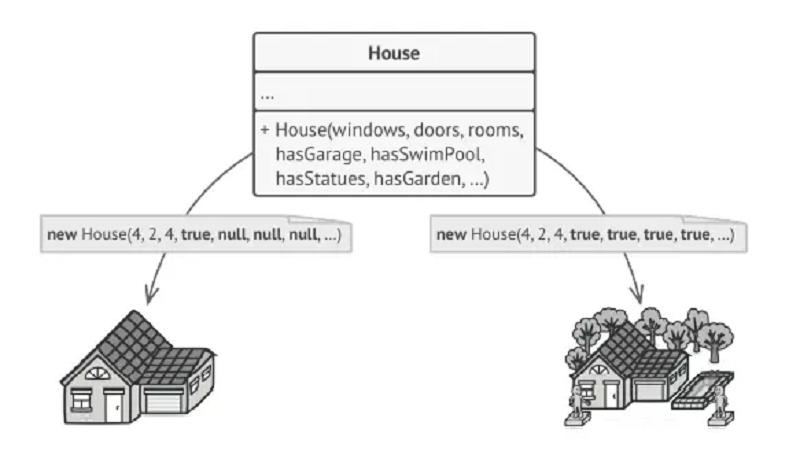 House
...
+ House(windows, doors, rooms,
hasGarage, hasSwimPool,
hasStatues, hasGarden, ...)
new House(4, 2, 4, true, null, null, null, ...)
new House(4, 2, 4, true, true, true, true, ...)